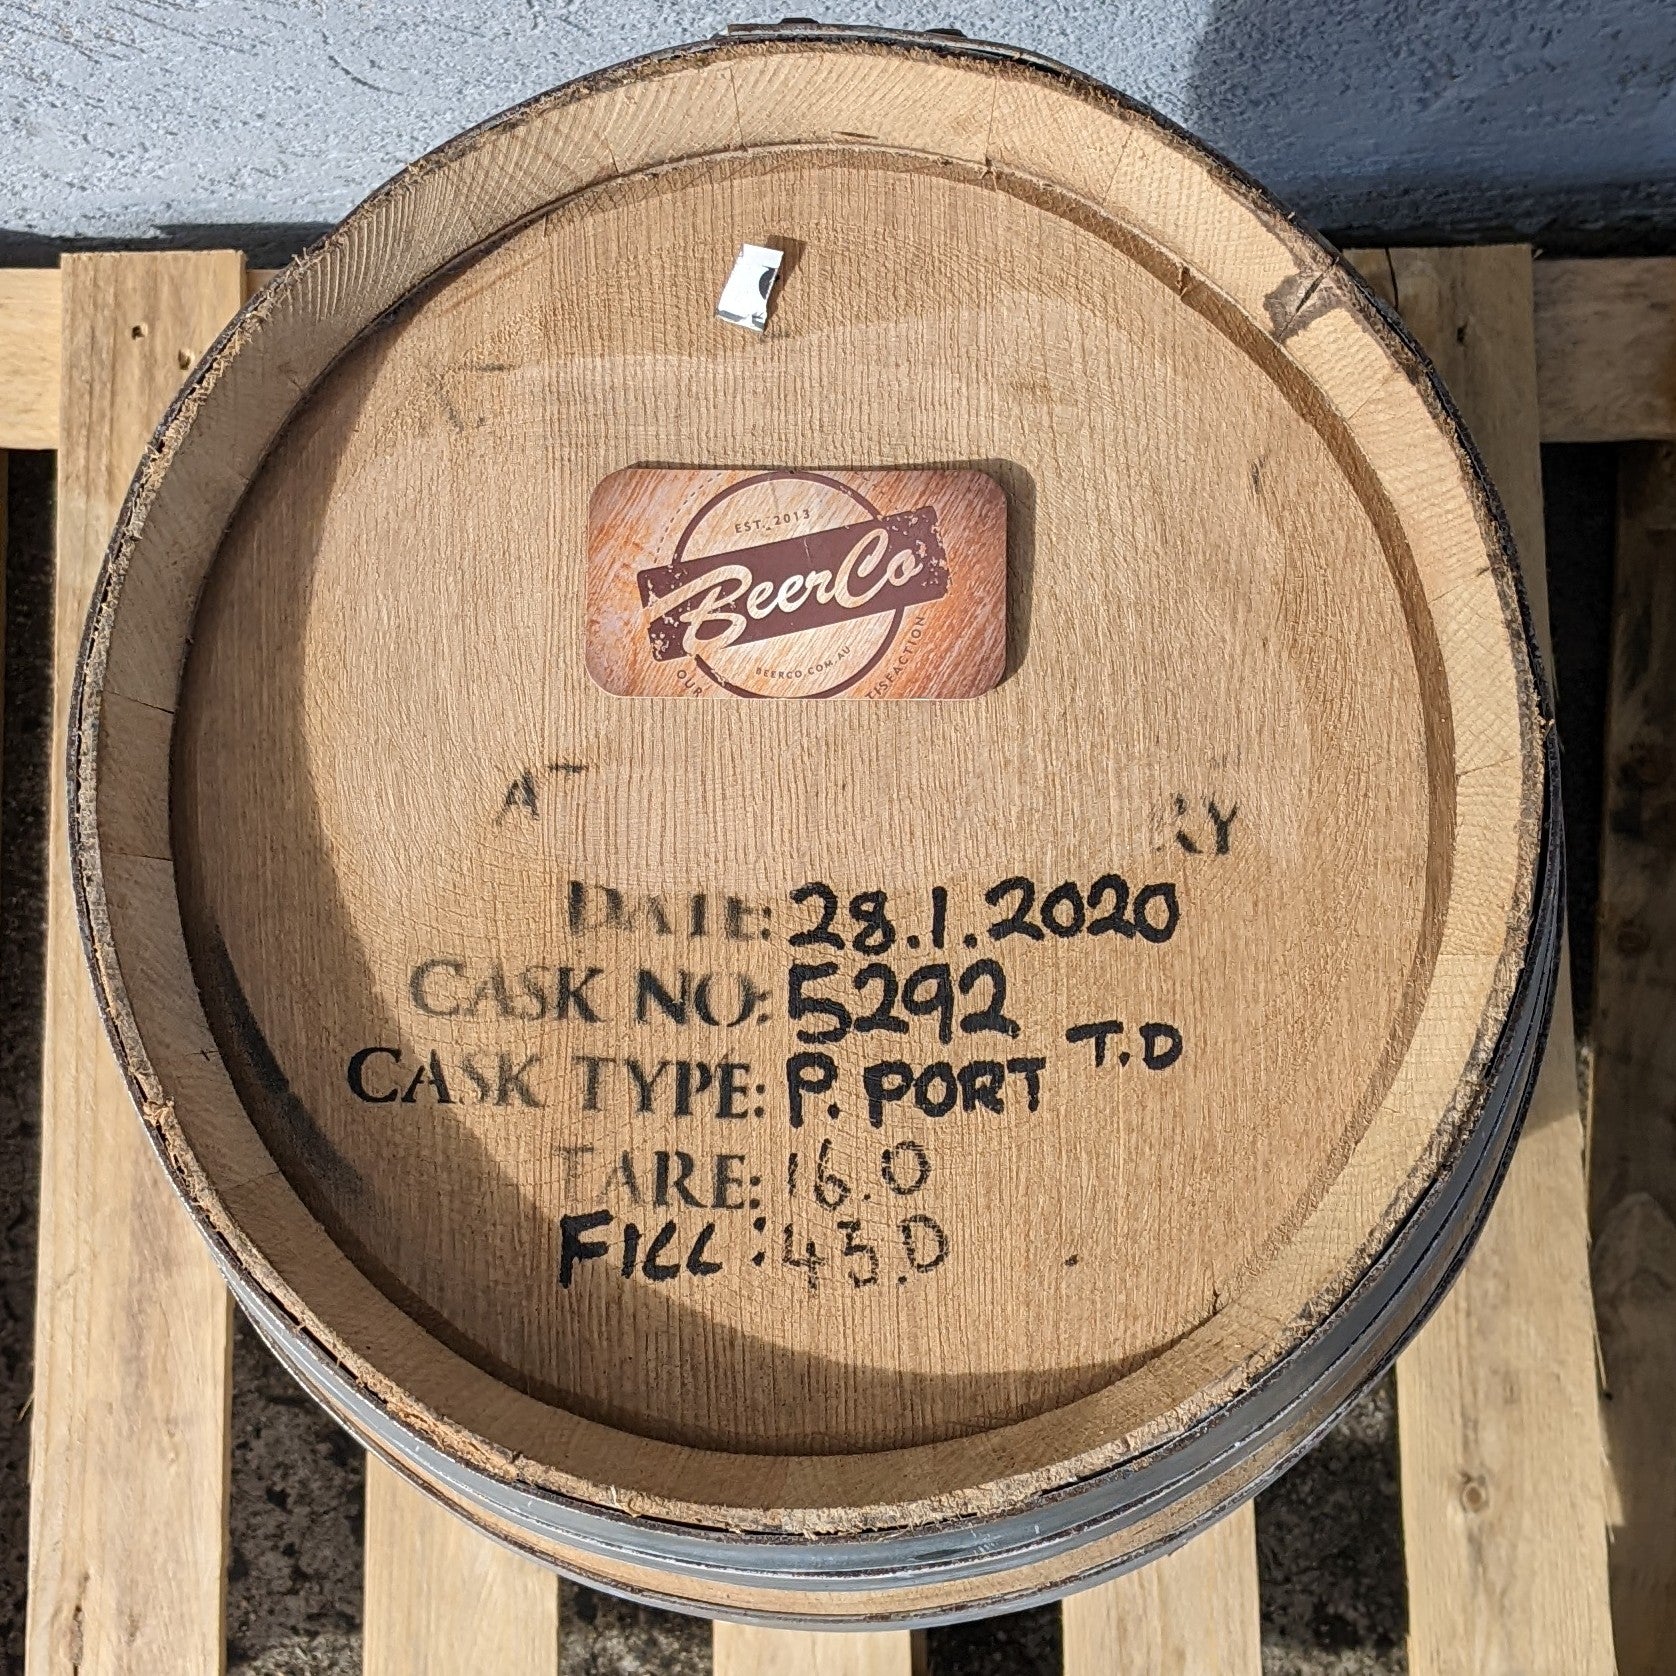 EST. 2013
BeerCo
BEERCO.COM.AU
OUR
DATE: 28.1.2020
CASK NO: 5292
CASK TYPE: P. PORT T.D
TARE: 16.0
FILL: 43.0